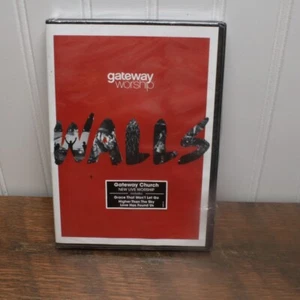 gateway
worship
WALLS
Gateway Church
NEW LIVE WORSHIP
Grace That Won't Let Go
Higher Than The Sky
Love Has Found Us